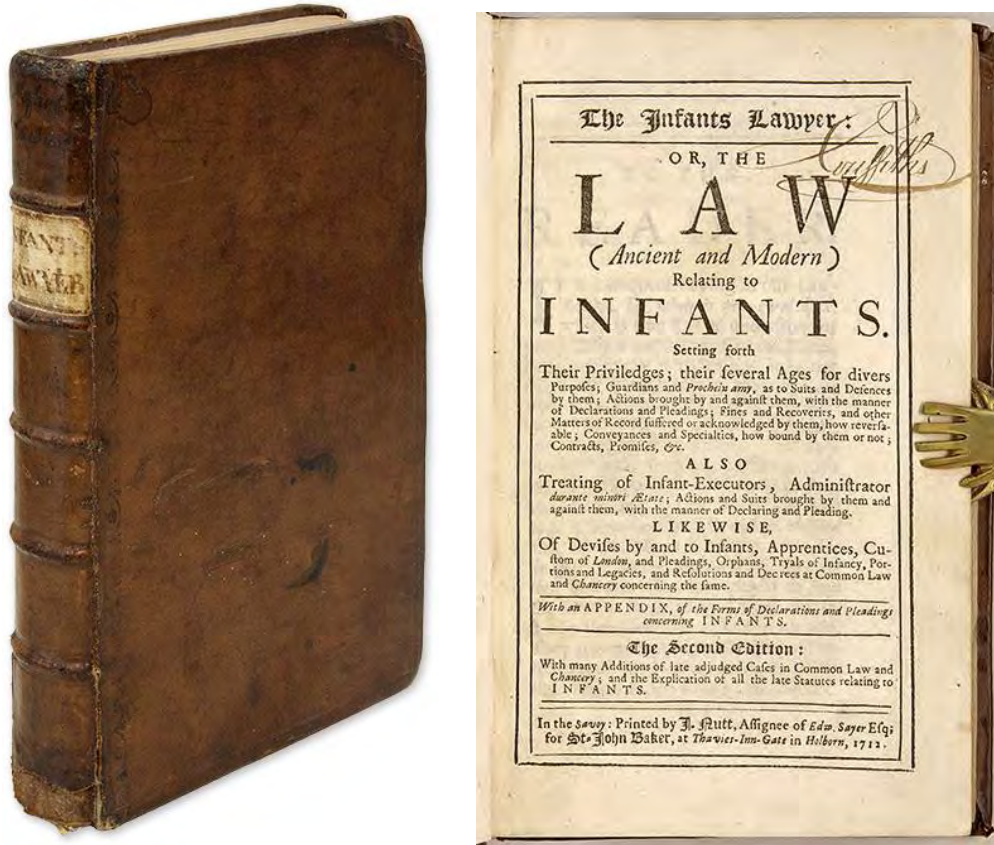 INFANTS
LAWYER
The Infants Lawyer:
Griffiths
OR, THE
LAW
(Ancient and Modern)
Relating to
INFANTS.
Setting forth
Their Priviledges; their ſeveral Ages for divers
Purpoſes; Guardians and Prochein amy, as to Suits and Defences
by them; Actions brought by and againſt them, with the manner
of Declarations and Pleadings; Fines and Recoveries, and other
Matters of Record ſuffered or acknowledged by them, how reverſa-
able; Conveyances and Specialties, how bound by them or not;
Contracts, Promiſes, &c.
ALSO
Treating of Infant-Executors, Adminiſtrator
durante minori Ætate; Actions and Suits brought by them and
againſt them, with the manner of Declaring and Pleading.
LIKEWISE,
Of Deviſes by and to Infants, Apprentices, Cu-
ſtom of London, and Pleadings, Orphans, Tryals of Infancy, Por-
tions and Legacies, and Reſolutions and Decrees at Common Law
and Chancery concerning the ſame.
With an APPENDIX, of the Forms of Declarations and Pleadings
concerning INFANTS.
The Second Edition:
With many Additions of late adjudged Caſes in Common Law and
Chancery; and the Explication of all the late Statutes relating to
INFANTS.
In the Savoy: Printed by J. Nutt, Aſſignee of Edw. Sayer Eſq;
for St. John Baker, at Thavies-Inn-Gate in Holborn, 1712.